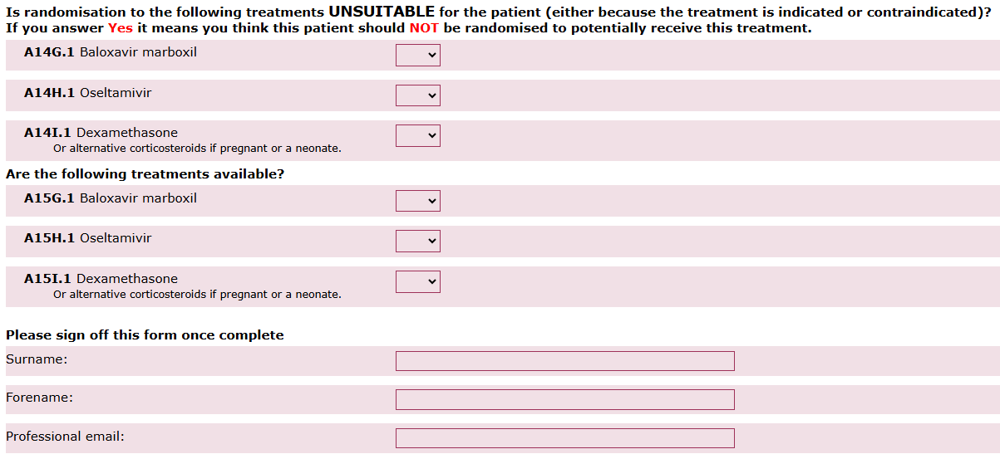 Is randomisation to the following treatments UNSUITABLE for the patient (either because the treatment is indicated or contraindicated)?
If you answer Yes it means you think this patient should NOT be randomised to potentially receive this treatment.
A14G.1 Baloxavir marboxil
A14H.1 Oseltamivir
A14I.1 Dexamethasone
Or alternative corticosteroids if pregnant or a neonate.
Are the following treatments available?
A15G.1 Baloxavir marboxil
A15H.1 Oseltamivir
A15I.1 Dexamethasone
Or alternative corticosteroids if pregnant or a neonate.
Please sign off this form once complete
Surname:
Forename:
Professional email: